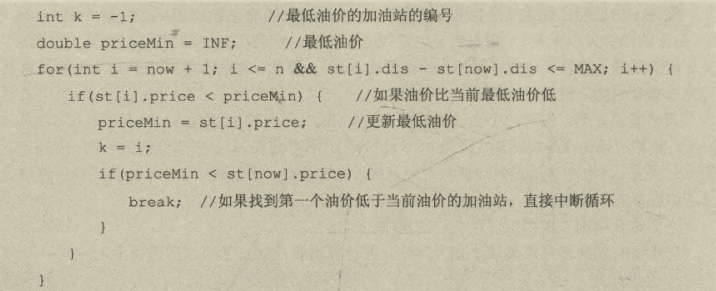 int k = -1; //最低油价的加油站的编号
double priceMin = INF; //最低油价
for(int i = now + 1; i <= n && st[i].dis - st[now].dis <= MAX; i++) {
if(st[i].price < priceMin) { //如果油价比当前最低油价低
priceMin = st[i].price; //更新最低油价
k = i;
if(priceMin < st[now].price) {
break; //如果找到第一个油价低于当前油价的加油站，直接中断循环
}
}
}